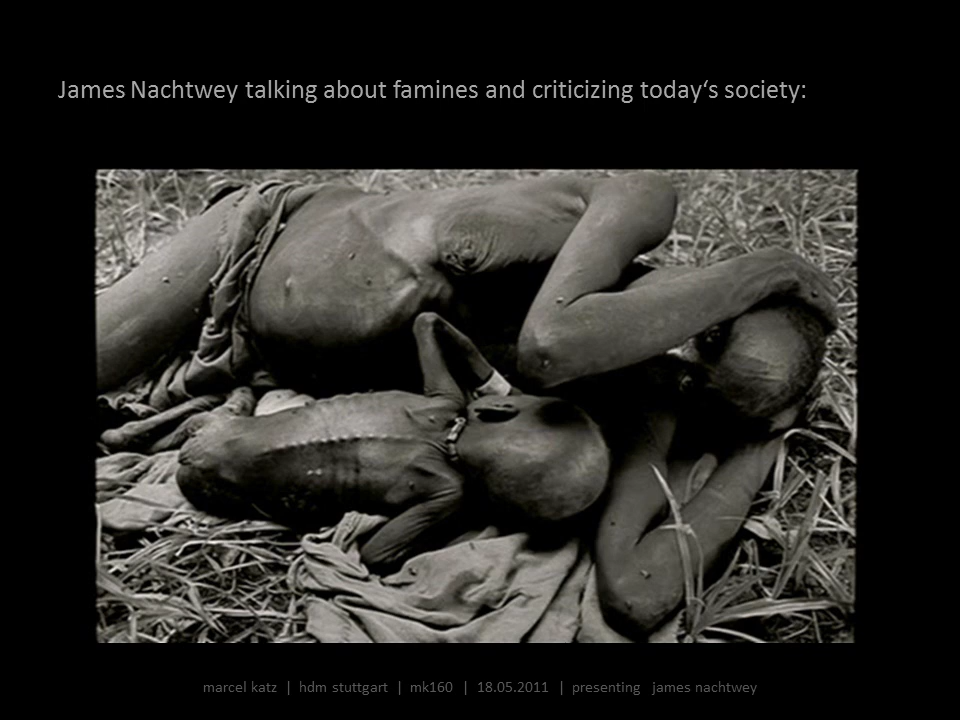 James Nachtwey talking about famines and criticizing today‘s society:
marcel katz | hdm stuttgart | mk160 | 18.05.2011 | presenting james nachtwey